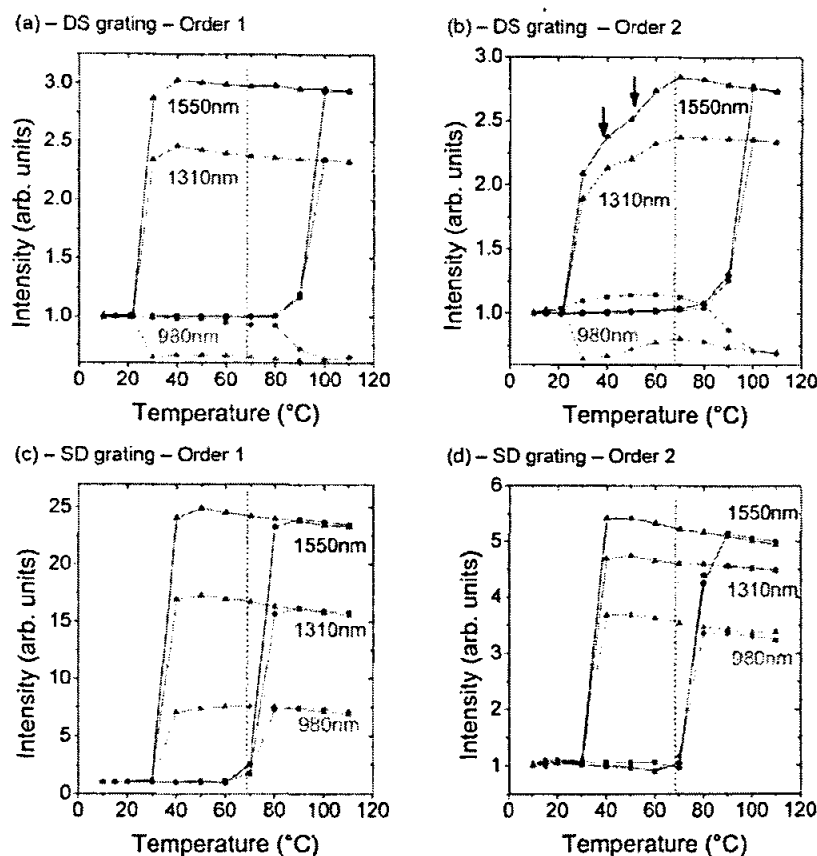 (a) – DS grating – Order 1
3.0
2.5
2.0
1.5
1.0
1550nm
1310nm
980nm
0 20 40 60 80 100 120
Intensity (arb. units)
Temperature (°C)
(b) – DS grating – Order 2
3.0
2.5
2.0
1.5
1.0
1550nm
1310nm
980nm
0 20 40 60 80 100 120
Intensity (arb. units)
Temperature (°C)
(c) – SD grating – Order 1
25
20
15
10
5
0
1550nm
1310nm
980nm
0 20 40 60 80 100 120
Intensity (arb. units)
Temperature (°C)
(d) – SD grating – Order 2
6
5
4
3
2
1
1550nm
1310nm
980nm
0 20 40 60 80 100 120
Intensity (arb. units)
Temperature (°C)